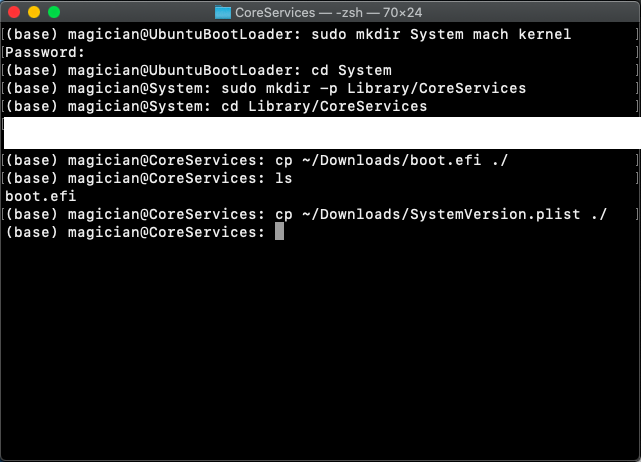 CoreServices — -zsh — 70×24
(base) magician@UbuntuBootLoader: sudo mkdir System mach kernel
Password:
(base) magician@UbuntuBootLoader: cd System
(base) magician@System: sudo mkdir -p Library/CoreServices
(base) magician@System: cd Library/CoreServices
(base) magician@CoreServices: cp ~/Downloads/boot.efi ./
(base) magician@CoreServices: ls
boot.efi
(base) magician@CoreServices: cp ~/Downloads/SystemVersion.plist ./
(base) magician@CoreServices: